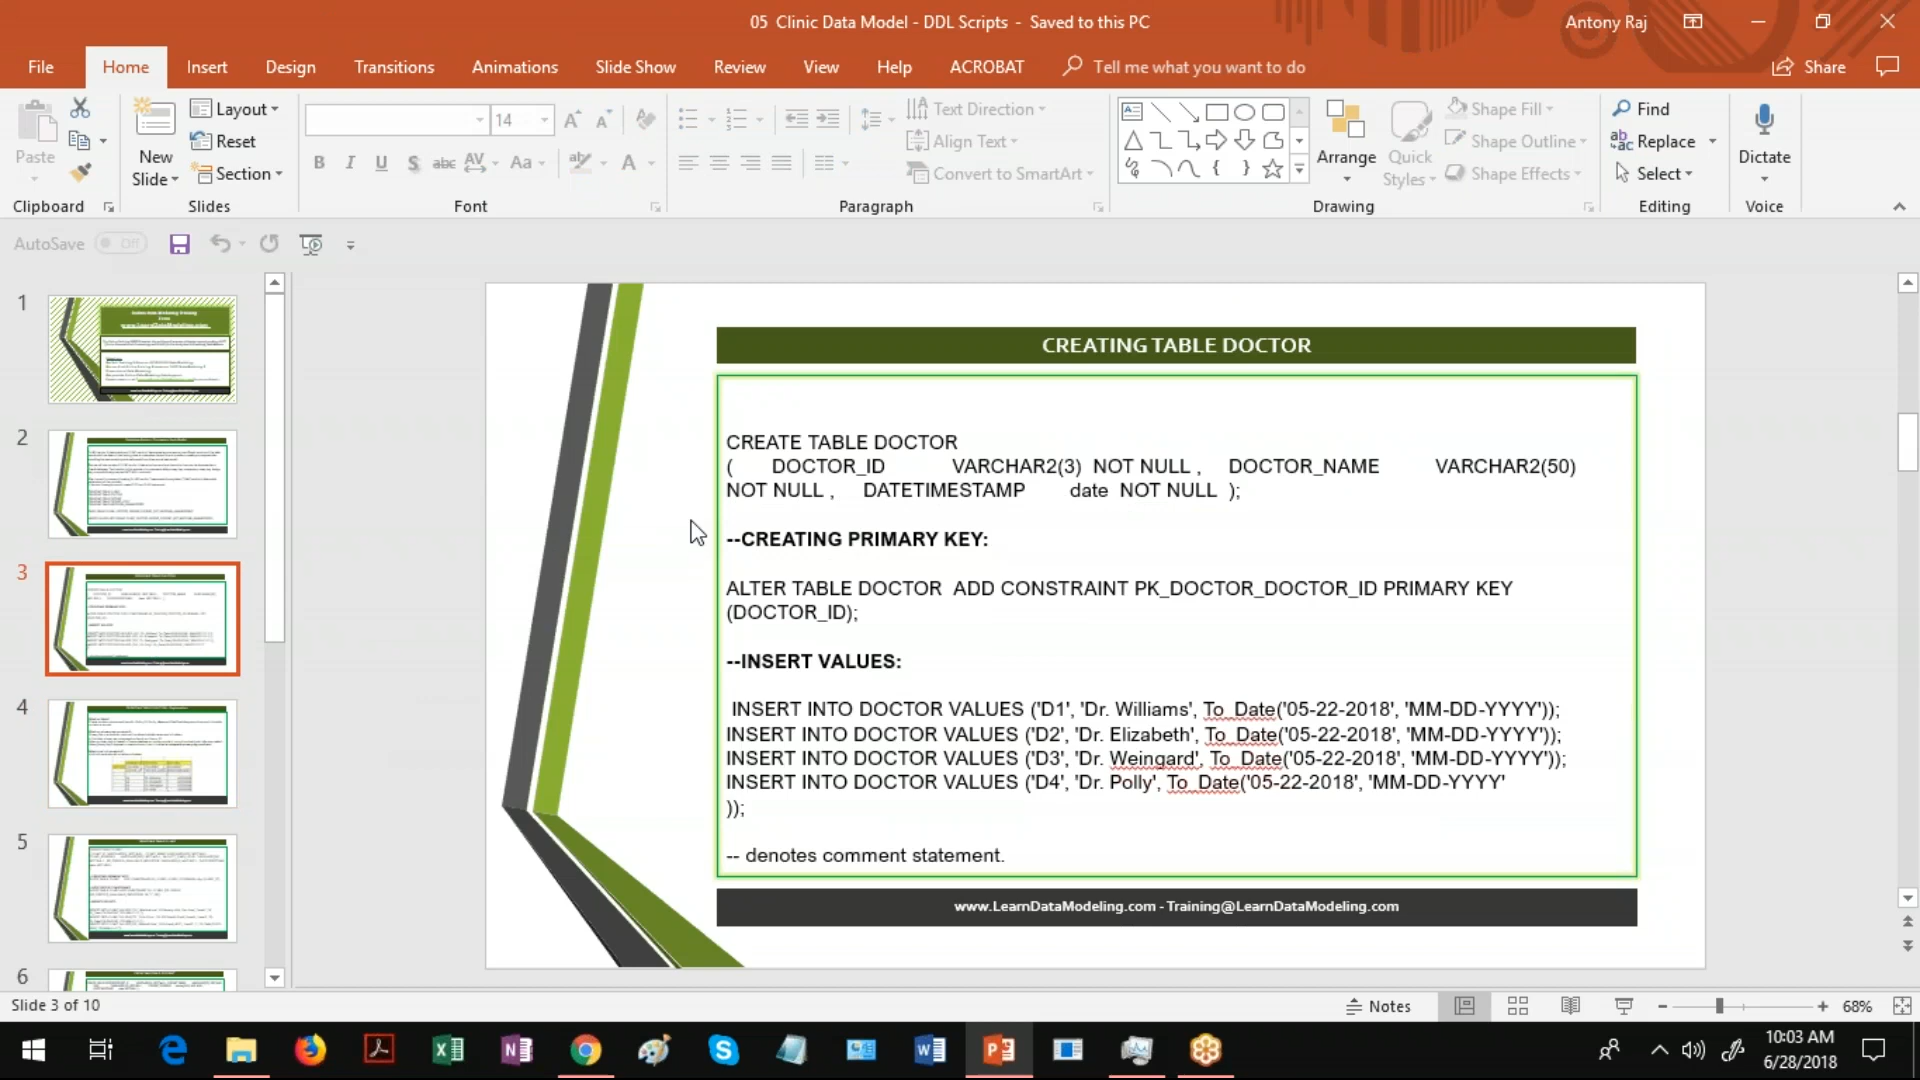 05 Clinic Data Model - DDL Scripts - Saved to this PC
Antony Raj
File Home Insert Design Transitions Animations Slide Show Review View Help ACROBAT Tell me what you want to do Share
Paste
New Slide
Layout
Reset
Section
14
B I U S abc AV Aa A
Text Direction
Align Text
Convert to SmartArt
Arrange
Quick Styles
Shape Fill
Shape Outline
Shape Effects
Find
Replace
Select
Dictate
Clipboard Slides Font Paragraph Drawing Editing Voice
AutoSave Off
1
2
3
4
5
6
CREATING TABLE DOCTOR
CREATE TABLE DOCTOR
( DOCTOR_ID VARCHAR2(3) NOT NULL , DOCTOR_NAME VARCHAR2(50)
NOT NULL , DATETIMESTAMP date NOT NULL );
--CREATING PRIMARY KEY:
ALTER TABLE DOCTOR ADD CONSTRAINT PK_DOCTOR_DOCTOR_ID PRIMARY KEY
(DOCTOR_ID);
--INSERT VALUES:
INSERT INTO DOCTOR VALUES ('D1', 'Dr. Williams', To_Date('05-22-2018', 'MM-DD-YYYY'));
INSERT INTO DOCTOR VALUES ('D2', 'Dr. Elizabeth', To_Date('05-22-2018', 'MM-DD-YYYY'));
INSERT INTO DOCTOR VALUES ('D3', 'Dr. Weingard', To_Date('05-22-2018', 'MM-DD-YYYY'));
INSERT INTO DOCTOR VALUES ('D4', 'Dr. Polly', To_Date('05-22-2018', 'MM-DD-YYYY'
));
-- denotes comment statement.
www.LearnDataModeling.com - Training@LearnDataModeling.com
Slide 3 of 10
Notes
68%
10:03 AM
6/28/2018